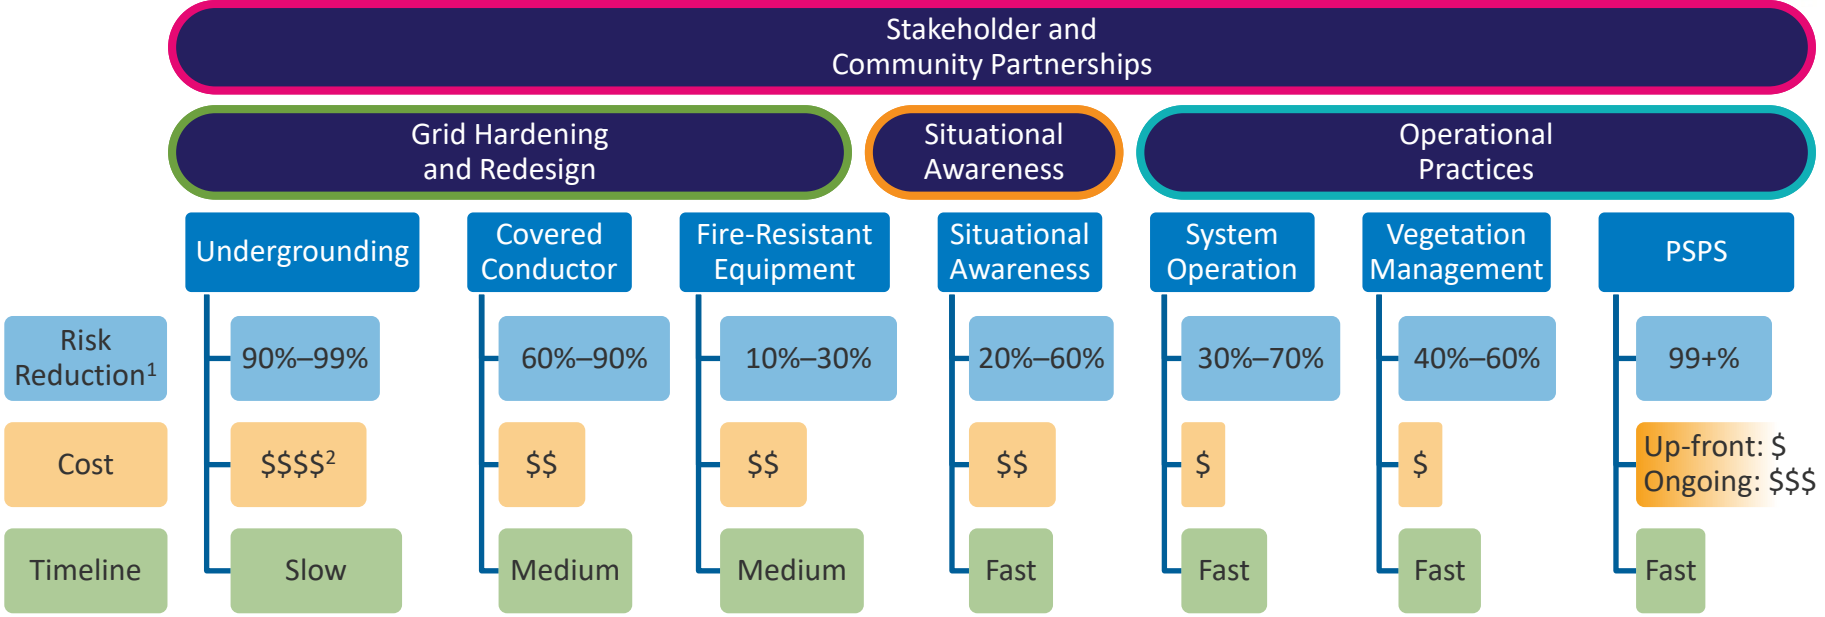 Stakeholder and
Community Partnerships
Grid Hardening
and Redesign
Situational
Awareness
Operational
Practices
Undergrounding
Covered
Conductor
Fire-Resistant
Equipment
Situational
Awareness
System
Operation
Vegetation
Management
PSPS
Risk
Reduction¹
90%–99%
60%–90%
10%–30%
20%–60%
30%–70%
40%–60%
99+%
Cost
$$$$²
$$
$$
$$
$
$
Up-front: $
Ongoing: $$$
Timeline
Slow
Medium
Medium
Fast
Fast
Fast
Fast